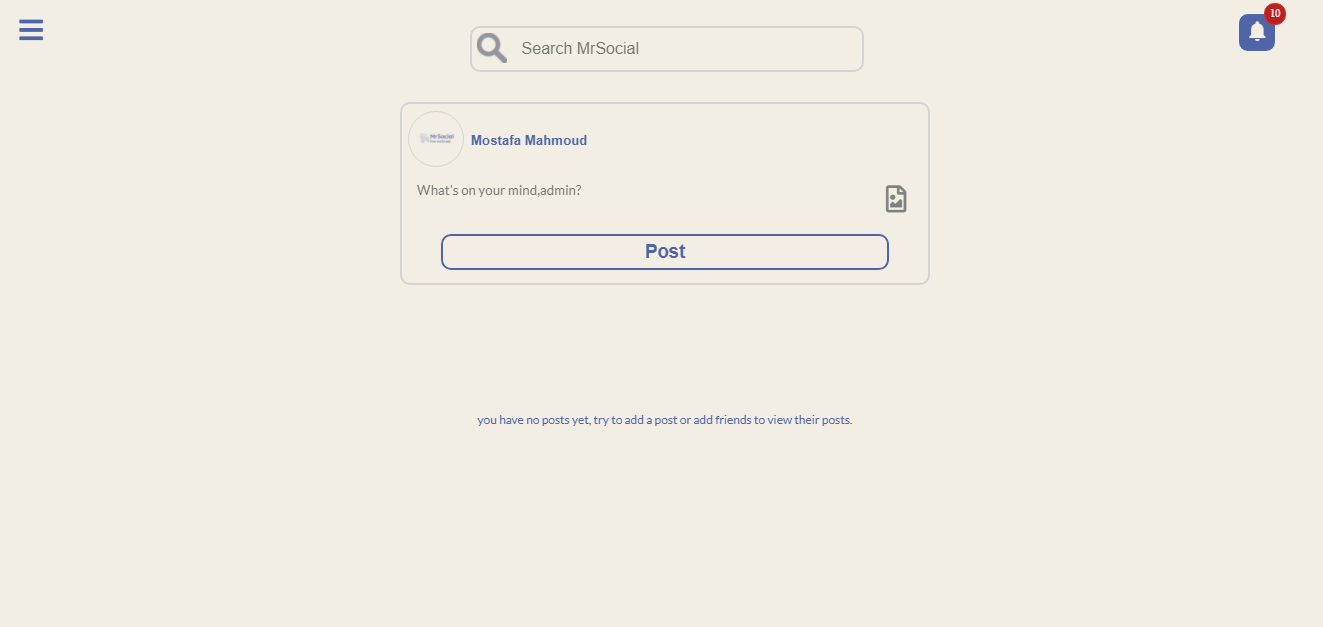 10
Search MrSocial
MrSocial
Mostafa Mahmoud
What's on your mind,admin?
Post
you have no posts yet, try to add a post or add friends to view their posts.